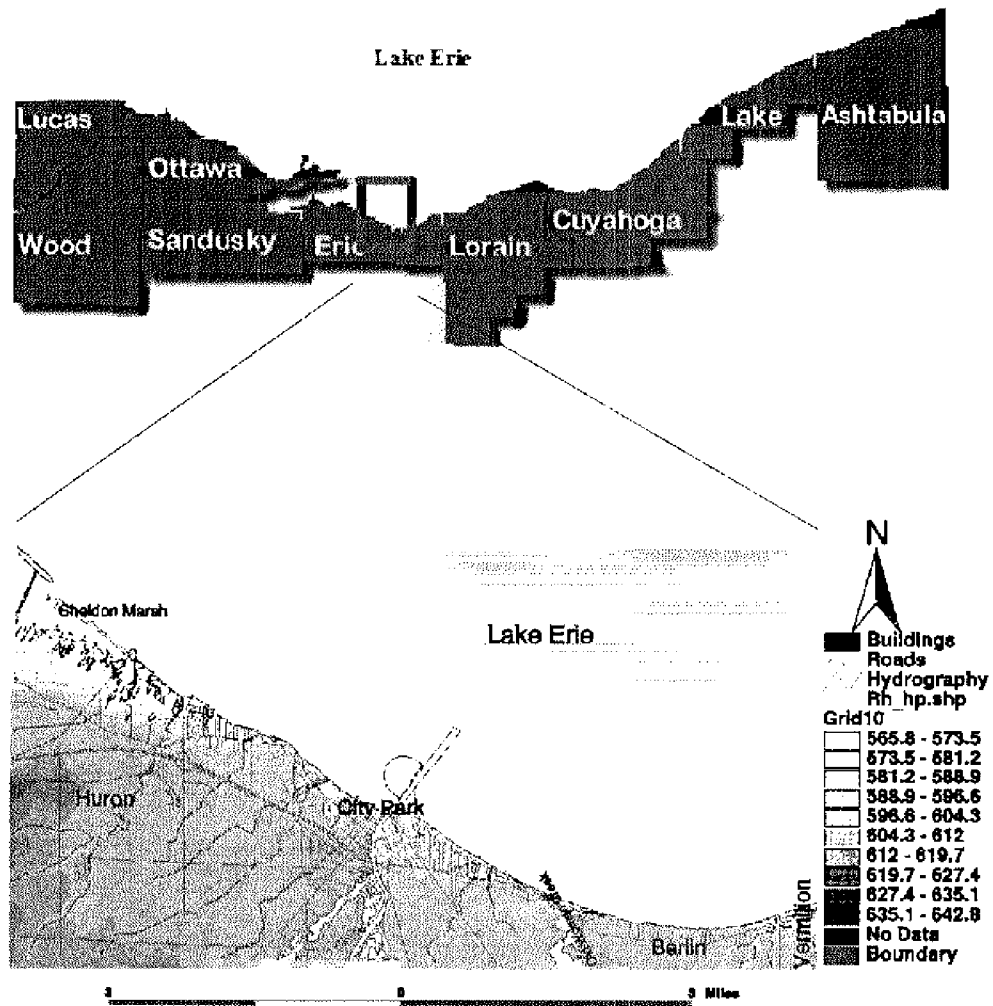 Lake Erie
Lucas
Ottawa
Wood
Sandusky
Erie
Lorain
Cuyahoga
Lake
Ashtabula
N
Sheldon Marsh
Lake Erie
Huron
City Park
Berlin
Vermilion
Buildings
Roads
Hydrography
Rh_hp.shp
Grid10
565.8 - 573.5
573.5 - 581.2
581.2 - 588.9
588.9 - 596.6
596.6 - 604.3
604.3 - 612
612 - 619.7
619.7 - 627.4
627.4 - 635.1
635.1 - 642.8
No Data
Boundary
3 0 3 Miles